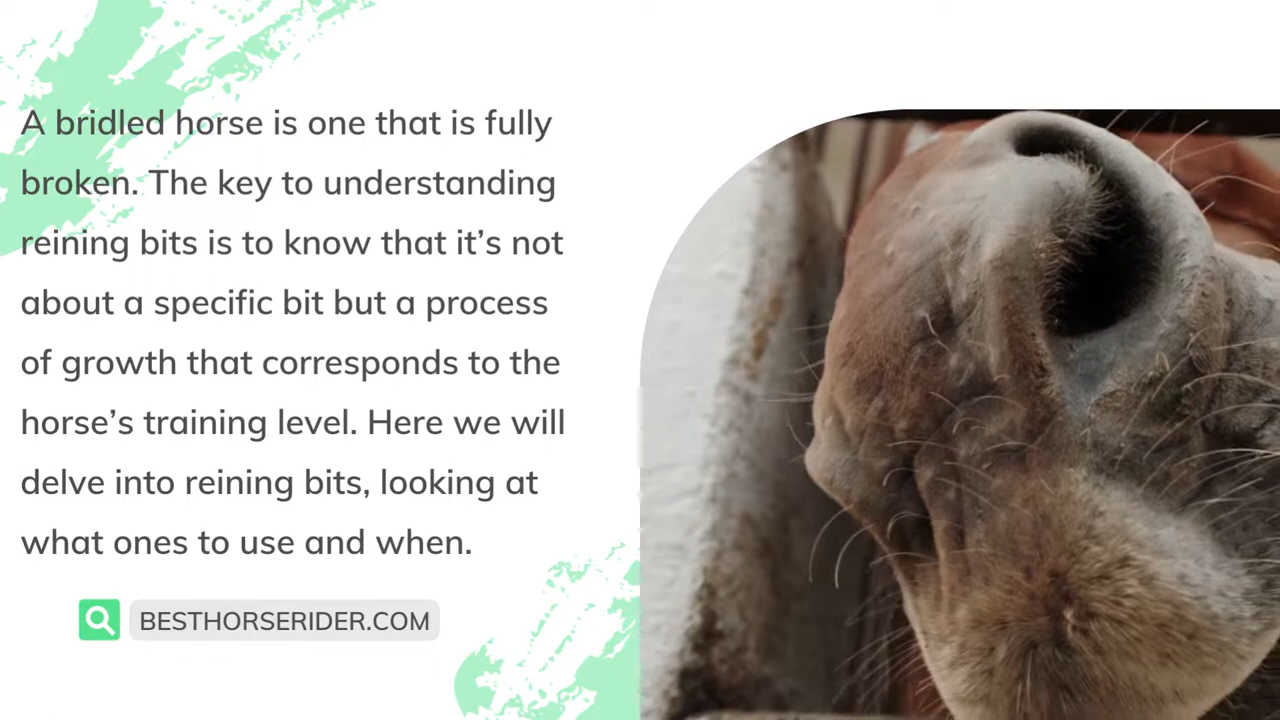 A bridled horse is one that is fully
broken. The key to understanding
reining bits is to know that it’s not
about a specific bit but a process
of growth that corresponds to the
horse’s training level. Here we will
delve into reining bits, looking at
what ones to use and when.
BESTHORSERIDER.COM